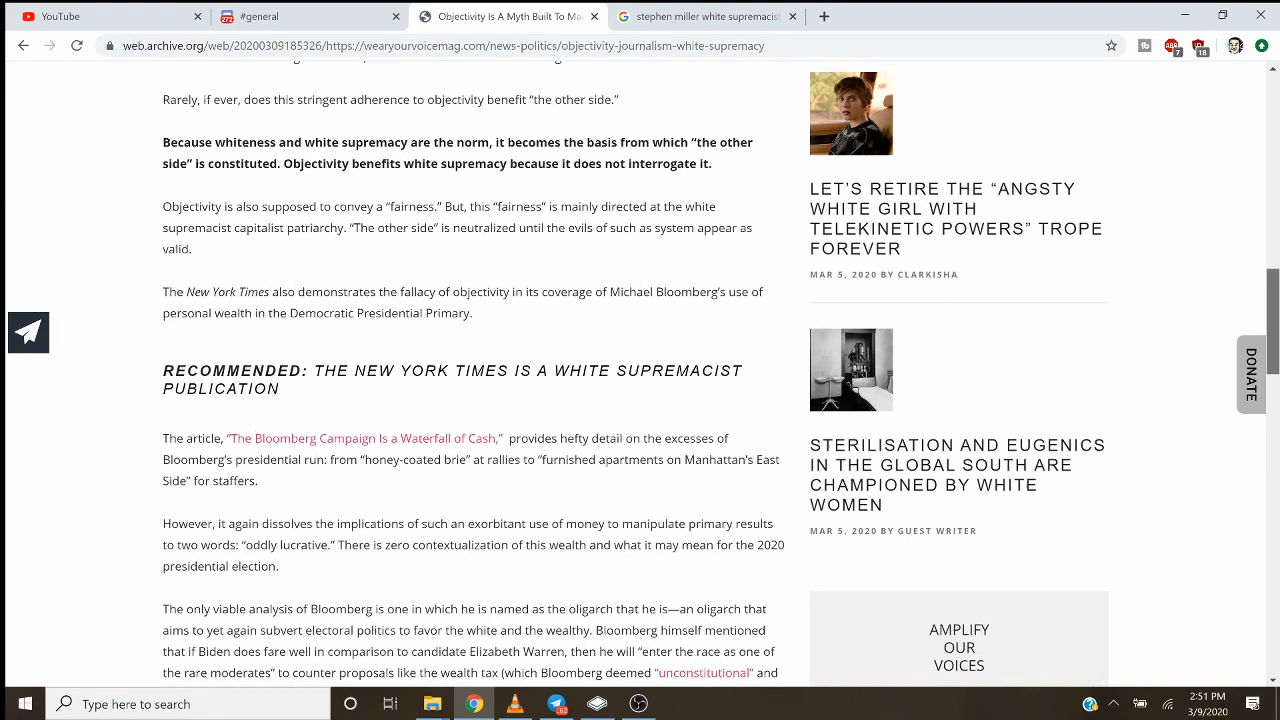 YouTube
272
#general
Objectivity Is A Myth Built To Ma
stephen miller white supremacist
web.archive.org/web/20200309185326/https://wearyourvoicemag.com/news-politics/objectivity-journalism-white-supremacy
7
18
Rarely, if ever, does this stringent adherence to objectivity benefit “the other side.”
Because whiteness and white supremacy are the norm, it becomes the basis from which “the other
side” is constituted. Objectivity benefits white supremacy because it does not interrogate it.
Objectivity is also supposed to convey a “fairness.” But, this “fairness” is mainly directed at the white
supremacist capitalist patriarchy. “The other side” is neutralized until the evils of such as system appear as
valid.
The New York Times also demonstrates the fallacy of objectivity in its coverage of Michael Bloomberg’s use of
personal wealth in the Democratic Presidential Primary.
RECOMMENDED: THE NEW YORK TIMES IS A WHITE SUPREMACIST
PUBLICATION
The article, “The Bloomberg Campaign Is a Waterfall of Cash,” provides hefty detail on the excesses of
Bloomberg’s presidential run: from “honey-coated brie” at rallies to “furnished apartments on Manhattan’s East
Side” for staffers.
However, it again dissolves the implications of such an exorbitant use of money to manipulate primary results
to two words: “oddly lucrative.” There is zero contextualization of this wealth and what it may mean for the 2020
presidential election.
The only viable analysis of Bloomberg is one in which he is named as the oligarch that he is—an oligarch that
aims to yet again subvert electoral politics to favor the white and the wealthy. Bloomberg himself mentioned
that if Biden does fare well in comparison to candidate Elizabeth Warren, then he will “enter the race as one of
the rare moderates” to counter proposals like the wealth tax (which Bloomberg deemed “unconstitutional” and
LET’S RETIRE THE “ANGSTY
WHITE GIRL WITH
TELEKINETIC POWERS” TROPE
FOREVER
MAR 5, 2020 BY CLARKISHA
STERILISATION AND EUGENICS
IN THE GLOBAL SOUTH ARE
CHAMPIONED BY WHITE
WOMEN
MAR 5, 2020 BY GUEST WRITER
AMPLIFY
OUR
VOICES
DONATE
Type here to search
2:51 PM
3/9/2020